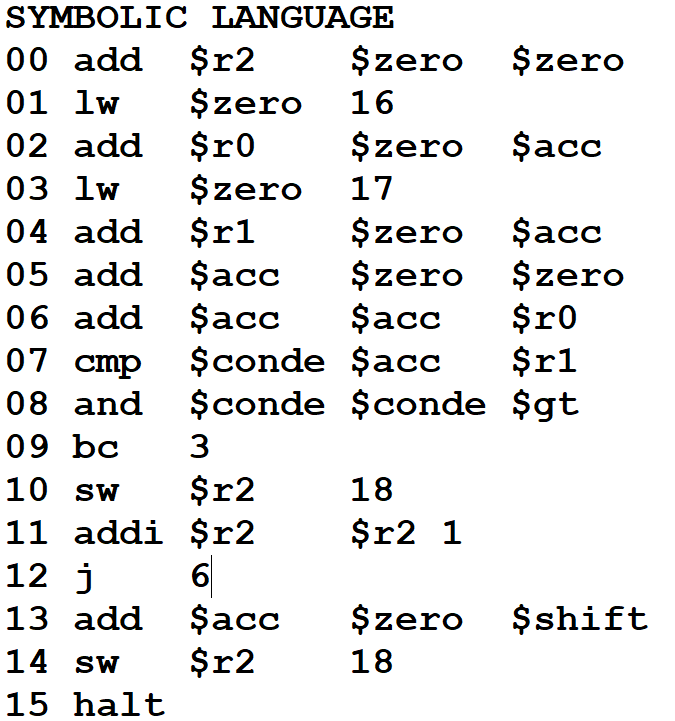 SYMBOLIC LANGUAGE
00 add $r2 $zero $zero
01 lw $zero 16
02 add $r0 $zero $acc
03 lw $zero 17
04 add $r1 $zero $acc
05 add $acc $zero $zero
06 add $acc $acc $r0
07 cmp $conde $acc $r1
08 and $conde $conde $gt
09 bc 3
10 sw $r2 18
11 addi $r2 $r2 1
12 j 6
13 add $acc $zero $shift
14 sw $r2 18
15 halt